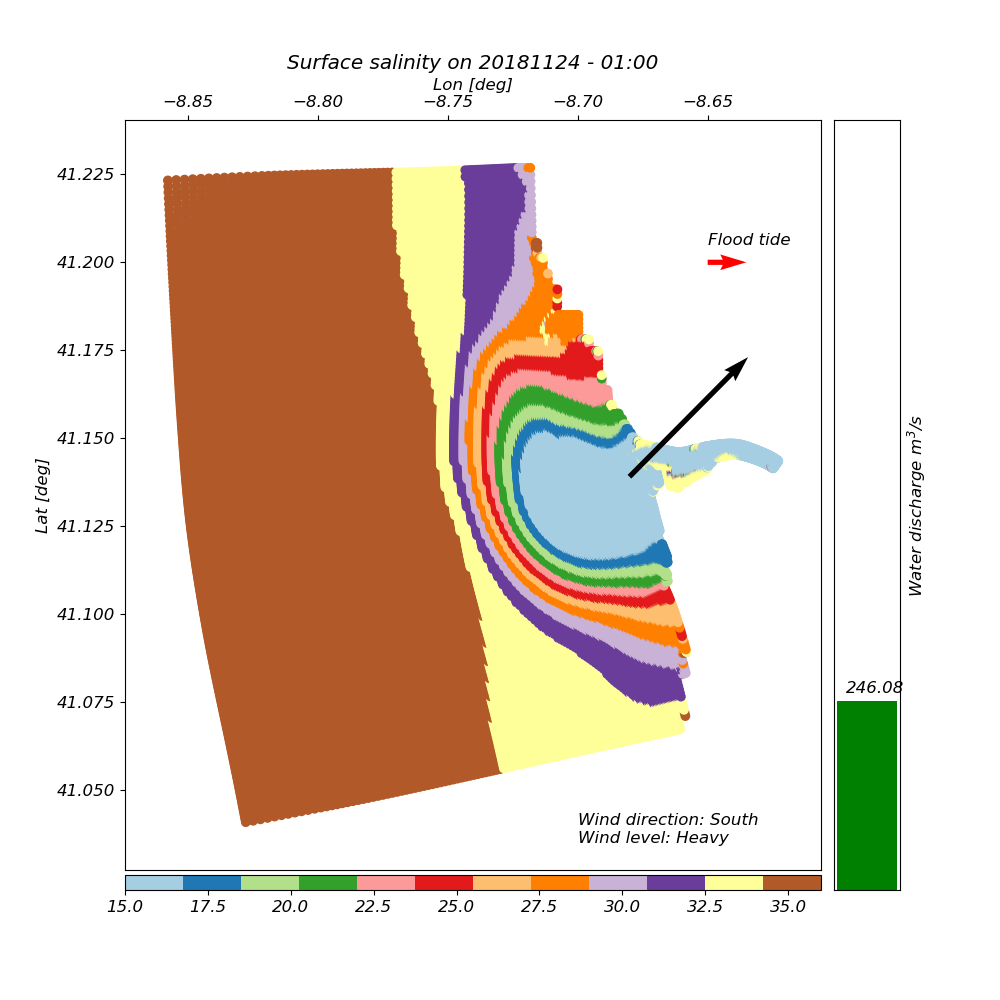 Surface salinity on 20181124 - 01:00
Lon [deg]
−8.85 −8.80 −8.75 −8.70 −8.65
41.225
41.200
41.175
41.150
41.125
41.100
41.075
41.050
Lat [deg]
Flood tide
Wind direction: South
Wind level: Heavy
246.08
Water discharge m³/s
15.0 17.5 20.0 22.5 25.0 27.5 30.0 32.5 35.0